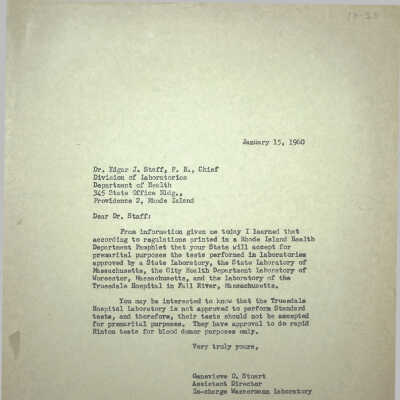 January 15, 1960
Dr. Edgar J. Staff, P. H., Chief
Division of Laboratories
Department of Health
345 State Office Bldg.,
Providence 2, Rhode Island
Dear Dr. Staff:
From information given me today I learned that
according to regulations printed in a Rhode Island Health
Department Pamphlet that your State will accept for
premarital purposes the tests performed in laboratories
approved by a State Laboratory, the State Laboratory of
Massachusetts, the City Health Department Laboratory of
Worcester, Massachusetts, and the laboratory of the
Truesdale Hospital in Fall River, Massachusetts.
You may be interested to know that the Truesdale
Hospital Laboratory is not approved to perform Standard
tests, and therefore, their tests should not be accepted
for premarital purposes. They have approval to do rapid
Hinton tests for blood donor purposes only.
Very truly yours,
Genevieve O. Stuart
Assistant Director
In-charge Wassermann Laboratory